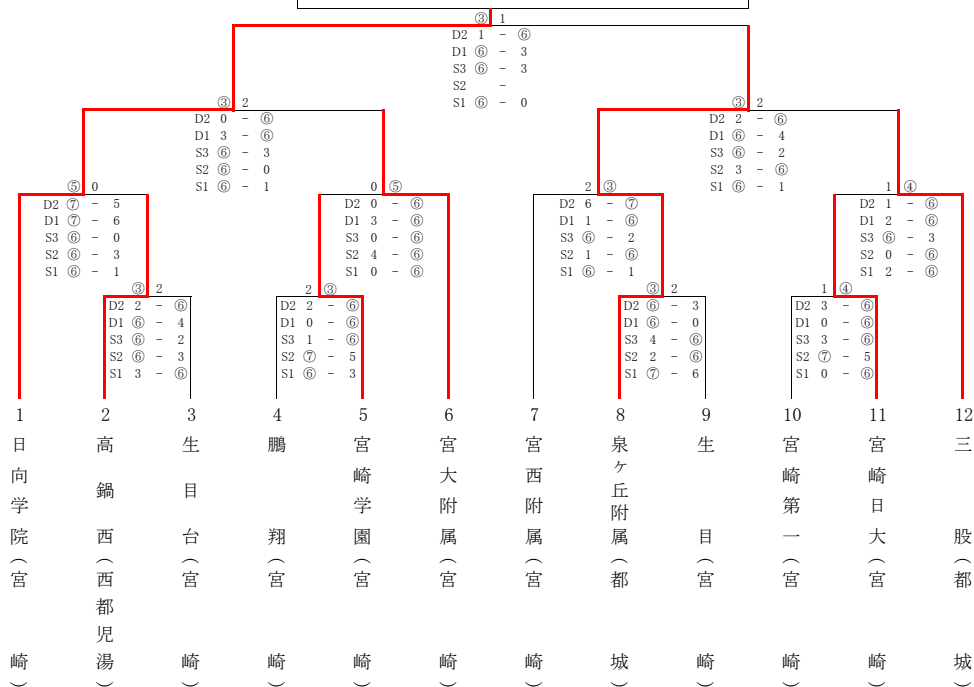 ③ 1
D2 1 - ⑥
D1 ⑥ - 3
S3 ⑥ - 3
S2 -
S1 ⑥ - 0
③ 2
D2 0 - ⑥
D1 3 - ⑥
S3 ⑥ - 3
S2 ⑥ - 0
S1 ⑥ - 1
③ 2
D2 2 - ⑥
D1 ⑥ - 4
S3 ⑥ - 2
S2 3 - ⑥
S1 ⑥ - 1
⑤ 0
D2 ⑦ - 5
D1 ⑦ - 6
S3 ⑥ - 0
S2 ⑥ - 3
S1 ⑥ - 1
0 ⑤
D2 0 - ⑥
D1 3 - ⑥
S3 0 - ⑥
S2 4 - ⑥
S1 0 - ⑥
2 ③
D2 6 - ⑦
D1 1 - ⑥
S3 ⑥ - 2
S2 1 - ⑥
S1 ⑥ - 1
1 ④
D2 1 - ⑥
D1 2 - ⑥
S3 ⑥ - 3
S2 0 - ⑥
S1 2 - ⑥
③ 2
D2 2 - ⑥
D1 ⑥ - 4
S3 ⑥ - 2
S2 ⑥ - 3
S1 3 - ⑥
2 ③
D2 2 - ⑥
D1 0 - ⑥
S3 1 - ⑥
S2 ⑦ - 5
S1 ⑥ - 3
③ 2
D2 ⑥ - 3
D1 ⑥ - 0
S3 4 - ⑥
S2 2 - ⑥
S1 ⑦ - 6
1 ④
D2 3 - ⑥
D1 0 - ⑥
S3 3 - ⑥
S2 ⑦ - 5
S1 0 - ⑥
1 日向学院(宮崎)
2 高鍋西(西都児湯)
3 生目台(宮崎)
4 鵬翔(宮崎)
5 宮崎学園(宮崎)
6 宮大附属(宮崎)
7 宮西附属(宮崎)
8 泉ケ丘附属(都城)
9 生目(宮崎)
10 宮崎第一(宮崎)
11 宮崎日大(宮崎)
12 三股(都城)